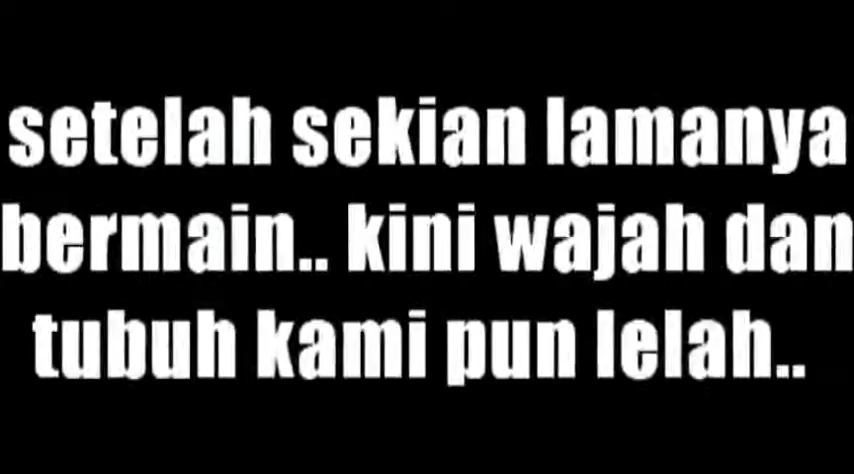 setelah sekian lamanya
bermain.. kini wajah dan
tubuh kami pun lelah..